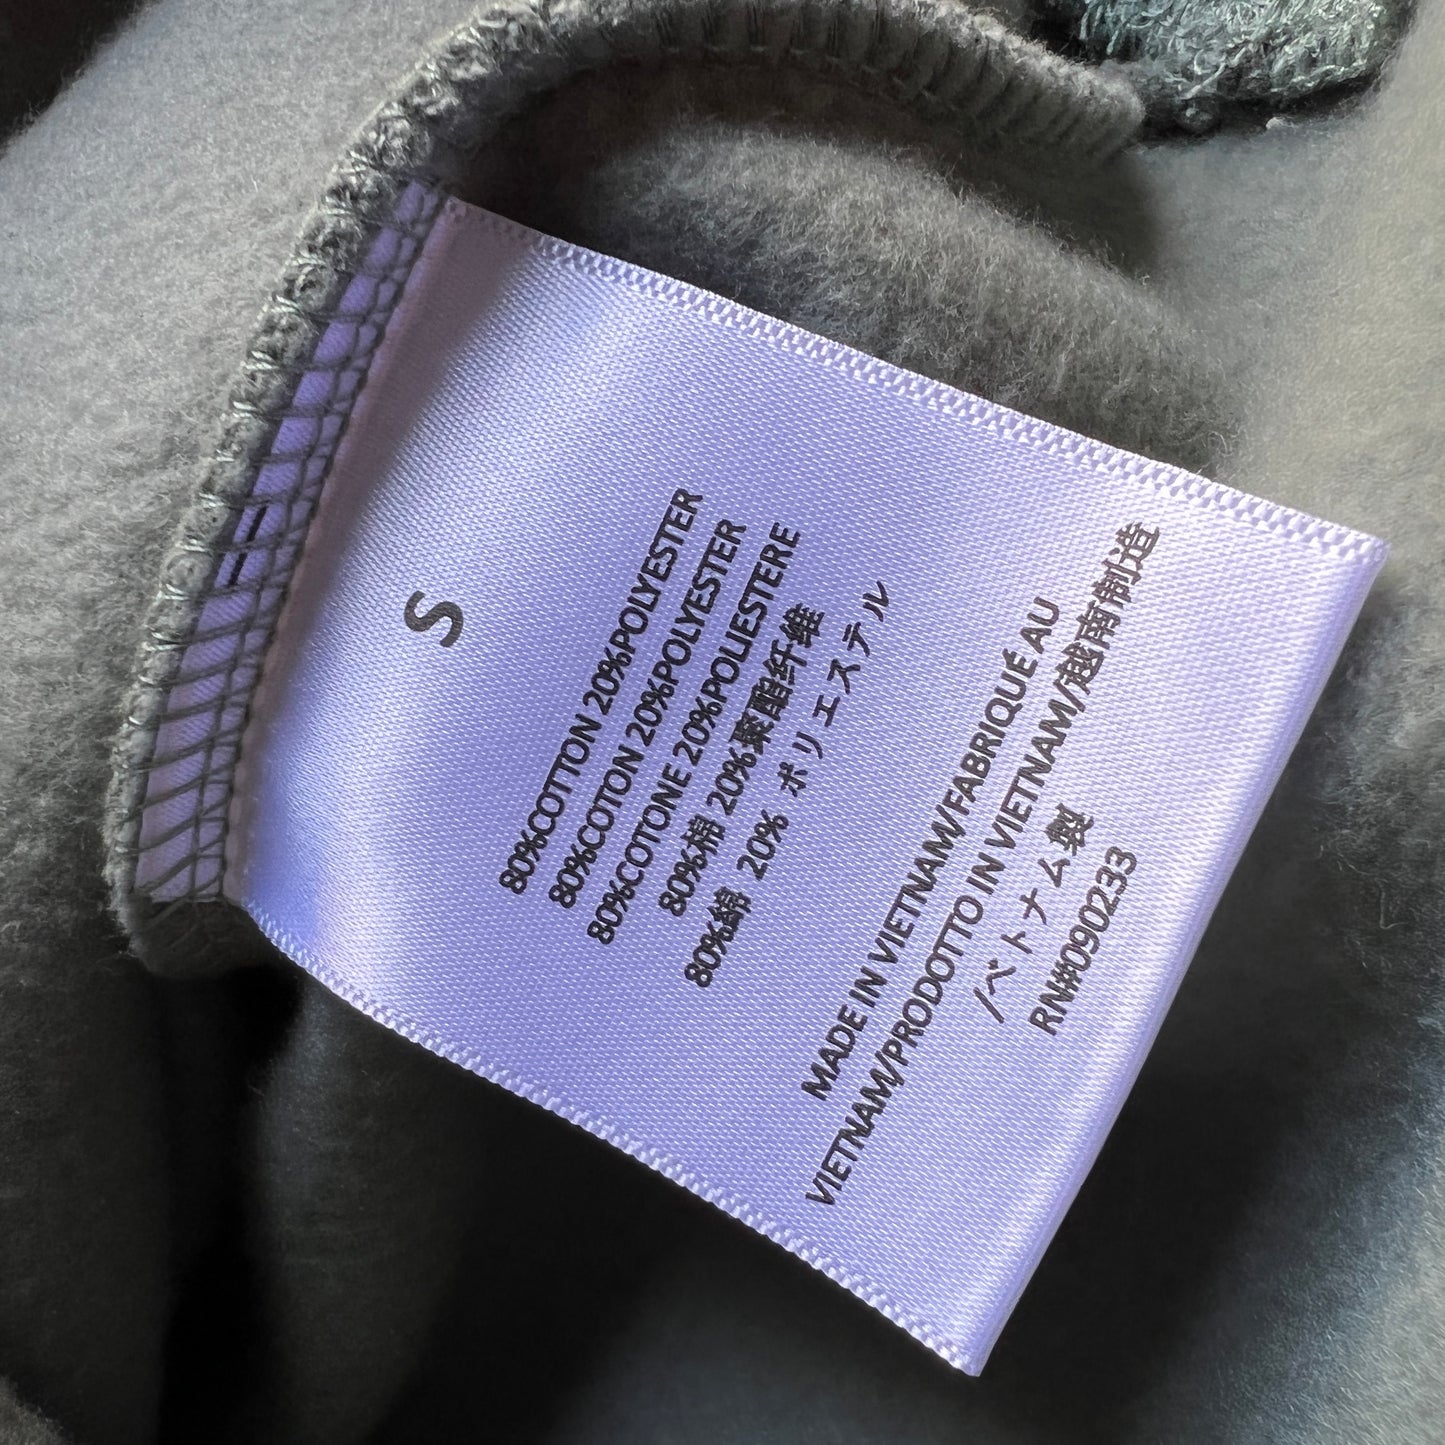 S
80%COTTON 20%POLYESTER
80%COTON 20%POLYESTER
80%COTONE 20%POLIESTERE
80%棉 20%聚酯纤维
80%綿 20% ポリエステル
MADE IN VIETNAM/FABRIQUÉ AU
VIETNAM/PRODOTTO IN VIETNAM/越南制造
/ベトナム製
RN#090233